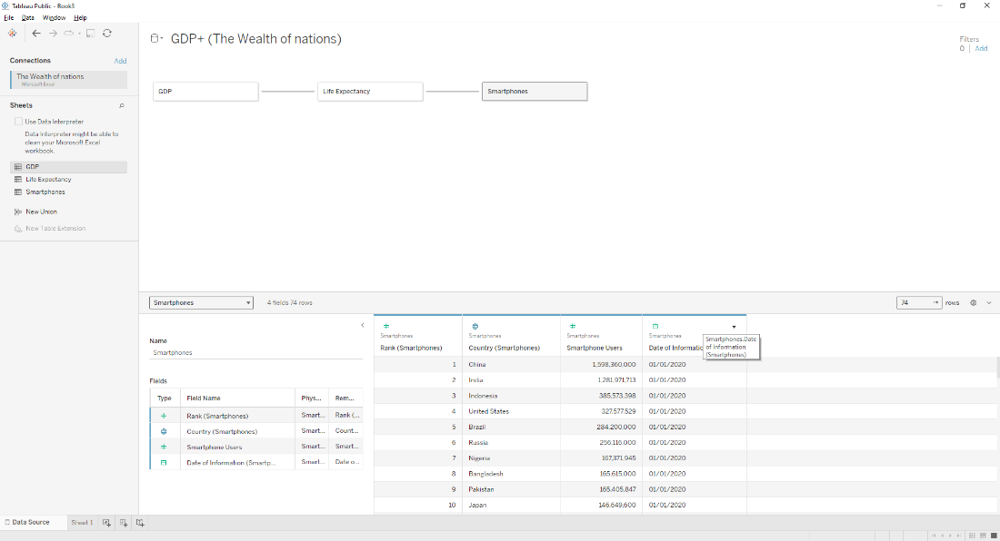 Tableau Public - Book3
File Data Window Help
Connections Add
The Wealth of nations
Microsoft Excel
Sheets
Use Data Interpreter
Data Interpreter might be able to
clean your Microsoft Excel
workbook.
GDP
Life Expectancy
Smartphones
New Union
New Table Extension
GDP+ (The Wealth of nations)
Filters
0 Add
GDP Life Expectancy Smartphones
Smartphones 4 fields 74 rows 74 rows
Name
Smartphones
Fields
Type Field Name Phys... Rem...
Rank (Smartphones) Smart... Rank (...
Country (Smartphones) Smart... Count...
Smartphone Users Smart... Smart...
Date of Information (Smartp... Smart... Date o...
Smartphones Smartphones Smartphones Smartphones
Rank (Smartphones) Country (Smartphones) Smartphone Users Date of Informatio
Smartphones.Date
of Information
(Smartphones)
1 China 1,598,360,000 01/01/2020
2 India 1,281,971,713 01/01/2020
3 Indonesia 385,573,398 01/01/2020
4 United States 327,577,529 01/01/2020
5 Brazil 284,200,000 01/01/2020
6 Russia 256,116,000 01/01/2020
7 Nigeria 167,371,945 01/01/2020
8 Bangladesh 165,615,000 01/01/2020
9 Pakistan 165,405,847 01/01/2020
10 Japan 146,649,600 01/01/2020
Data Source Sheet 1